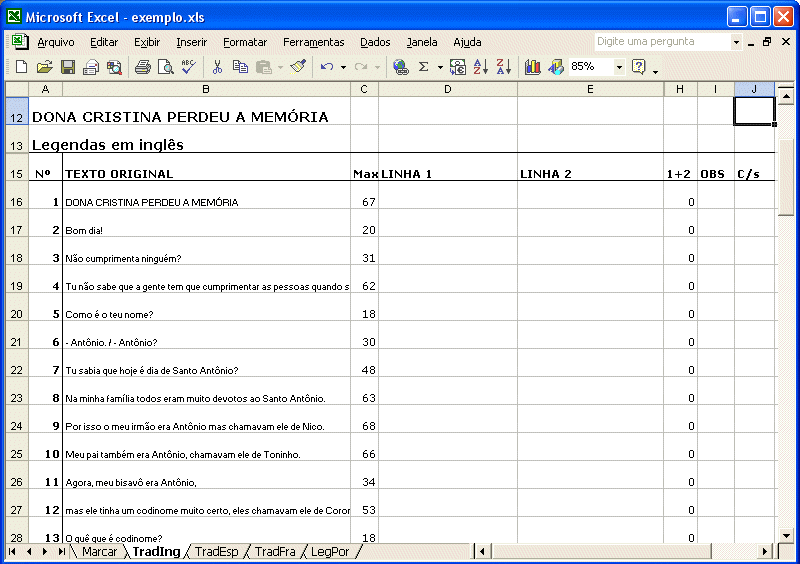 Microsoft Excel - exemplo.xls
Arquivo Editar Exibir Inserir Formatar Ferramentas Dados Janela Ajuda Digite uma pergunta
85%
A B C D E H I J
12 DONA CRISTINA PERDEU A MEMÓRIA
13 Legendas em inglês
15 Nº TEXTO ORIGINAL Max LINHA 1 LINHA 2 1+2 OBS C/s
16 1 DONA CRISTINA PERDEU A MEMÓRIA 67 0
17 2 Bom dia! 20 0
18 3 Não cumprimenta ninguém? 31 0
19 4 Tu não sabe que a gente tem que cumprimentar as pessoas quando s 62 0
20 5 Como é o teu nome? 18 0
21 6 - Antônio. / - Antônio? 30 0
22 7 Tu sabia que hoje é dia de Santo Antônio? 48 0
23 8 Na minha família todos eram muito devotos ao Santo Antônio. 63 0
24 9 Por isso o meu irmão era Antônio mas chamavam ele de Nico. 68 0
25 10 Meu pai também era Antônio, chamavam ele de Toninho. 66 0
26 11 Agora, meu bisavô era Antônio, 34 0
27 12 mas ele tinha um codinome muito certo, eles chamavam ele de Coror 53 0
28 13 O quê que é codinome? 18 0
Marcar TradIng TradEsp TradFra LegPor